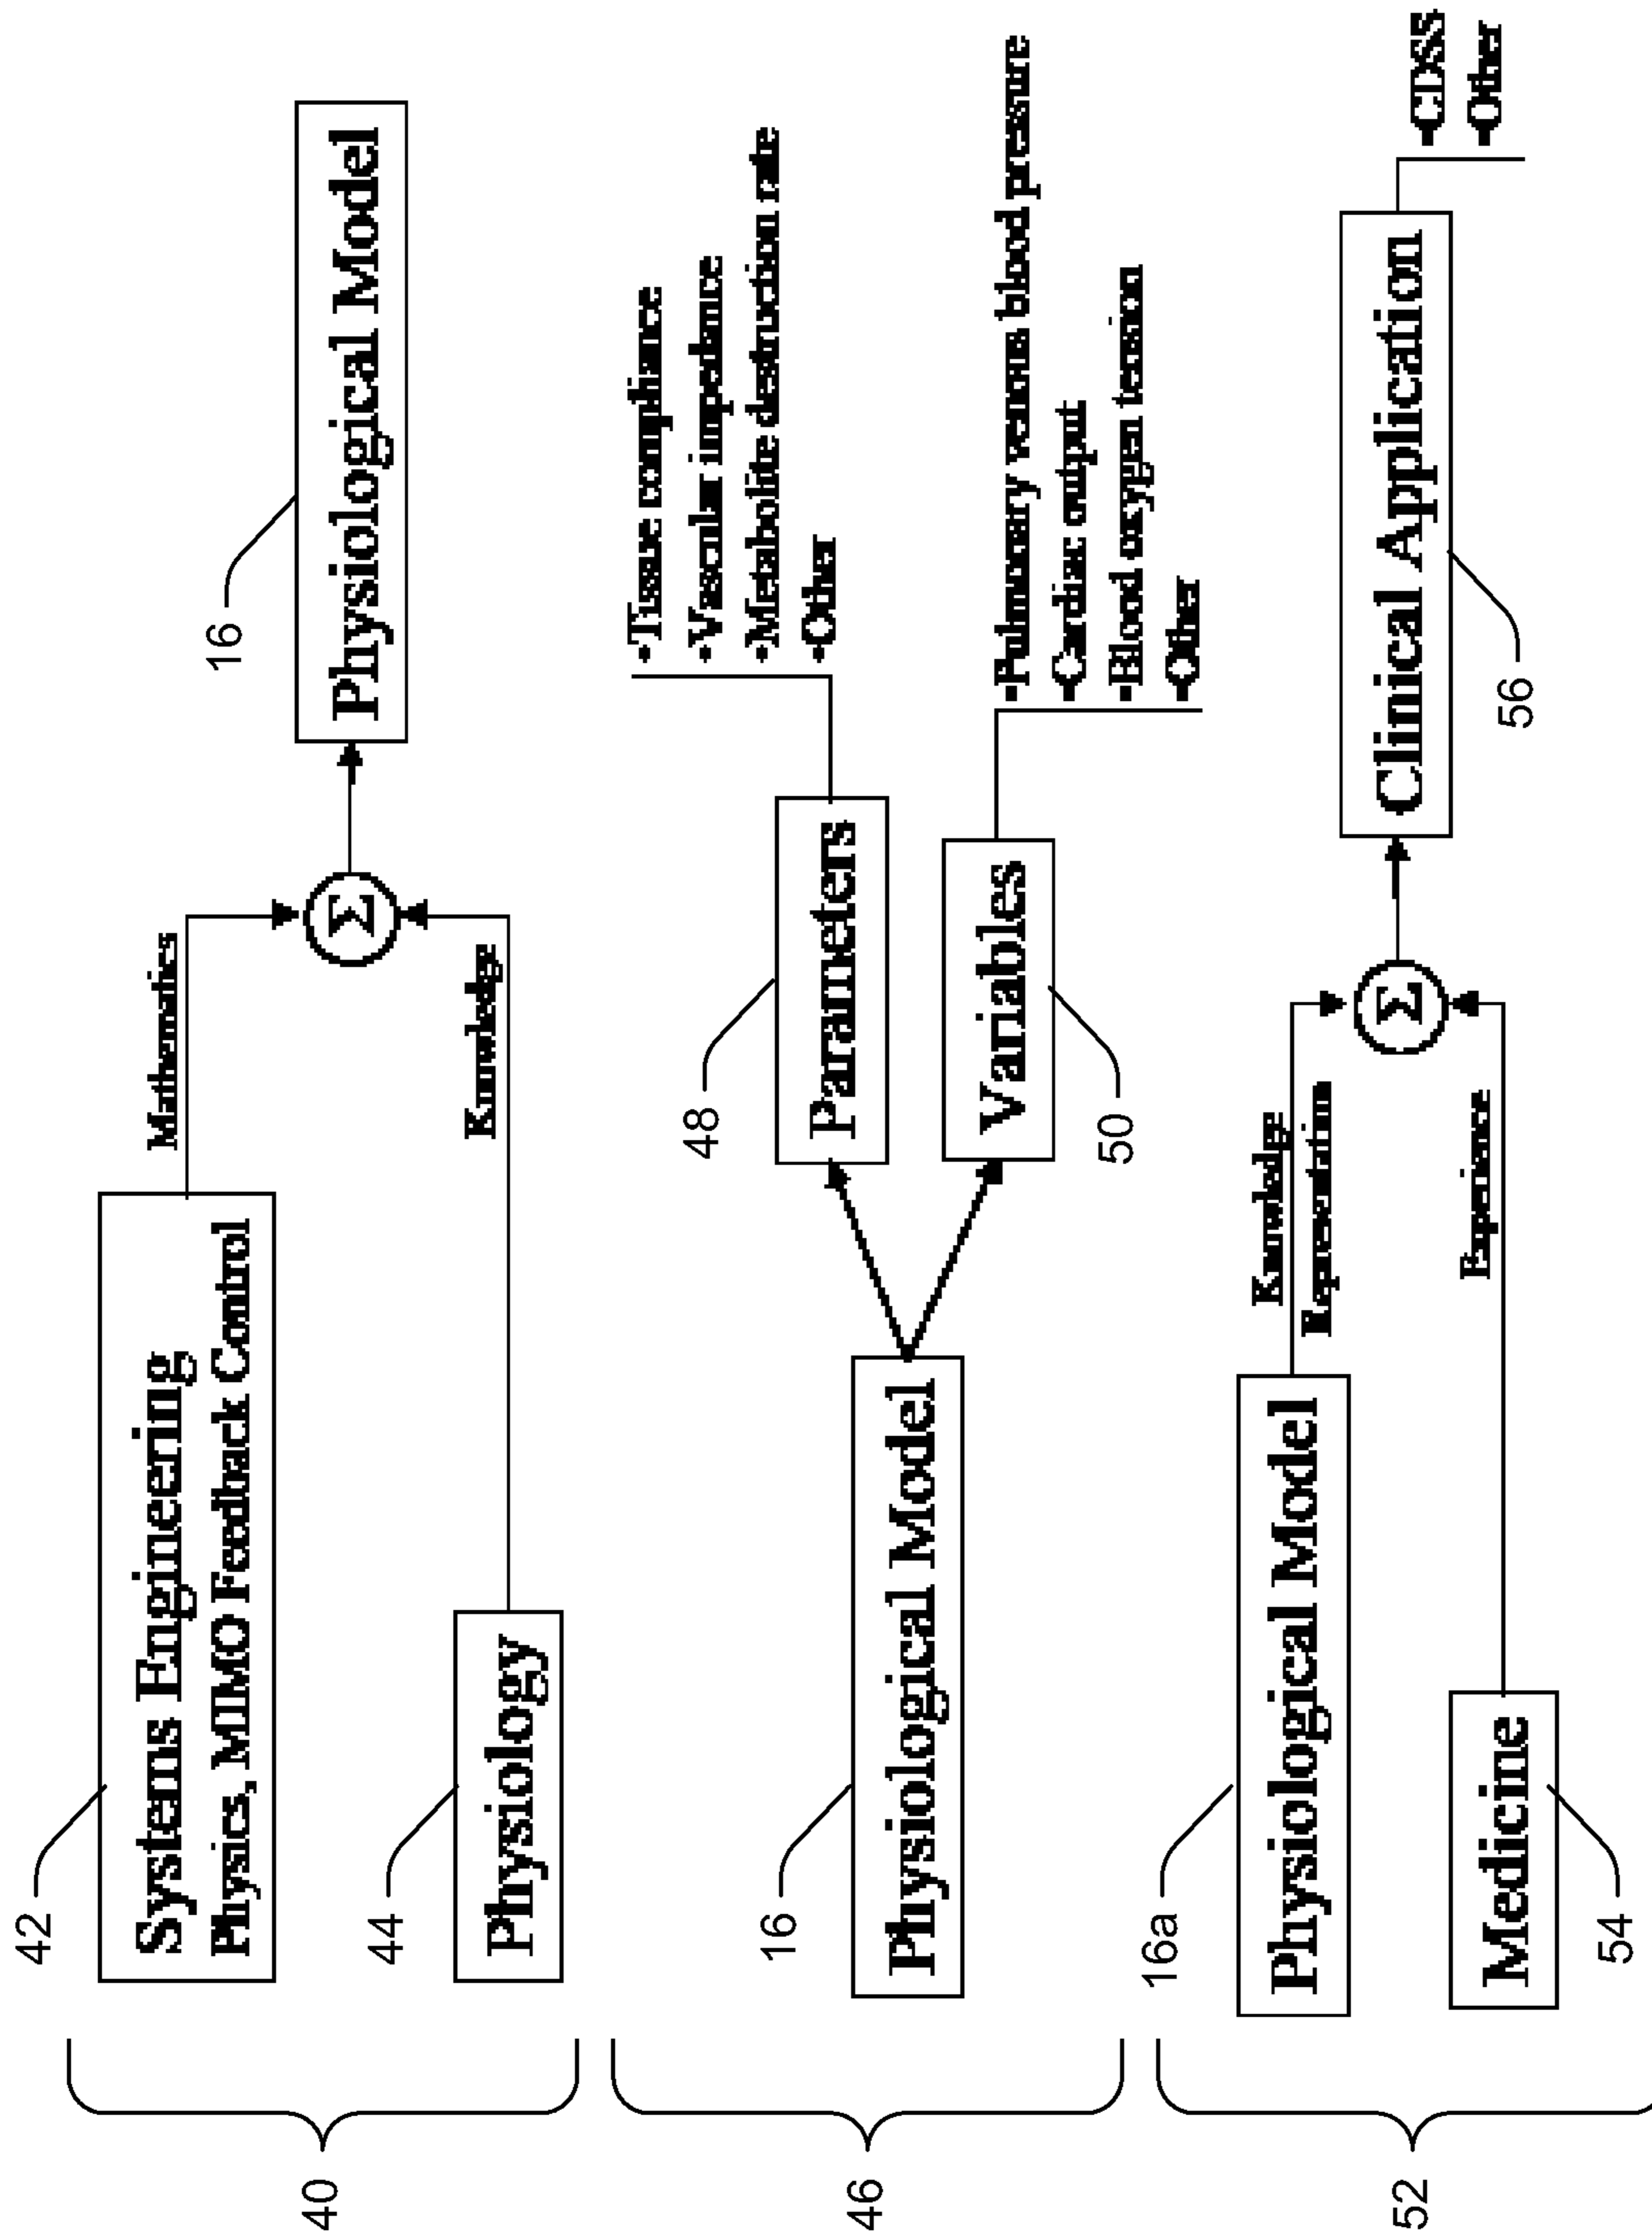 40
42
Systems Engineering
Physics, MIMO Feedback Control
Mathematics
44
Physiology
Knowledge
Σ
16
Physiological Model
46
16
Physiological Model
48
Parameters
•Tissue compliance
•Vascular impedance
•Metabolite destruction rate
•Other
50
Variables
•Pulmonary venous blood pressure
•Cardiac output
•Blood oxygen tension
•Other
52
16a
Physiological Model
Knowledge
Representation
54
Medicine
Experience
Σ
56
Clinical Application
•CDSS
•Other